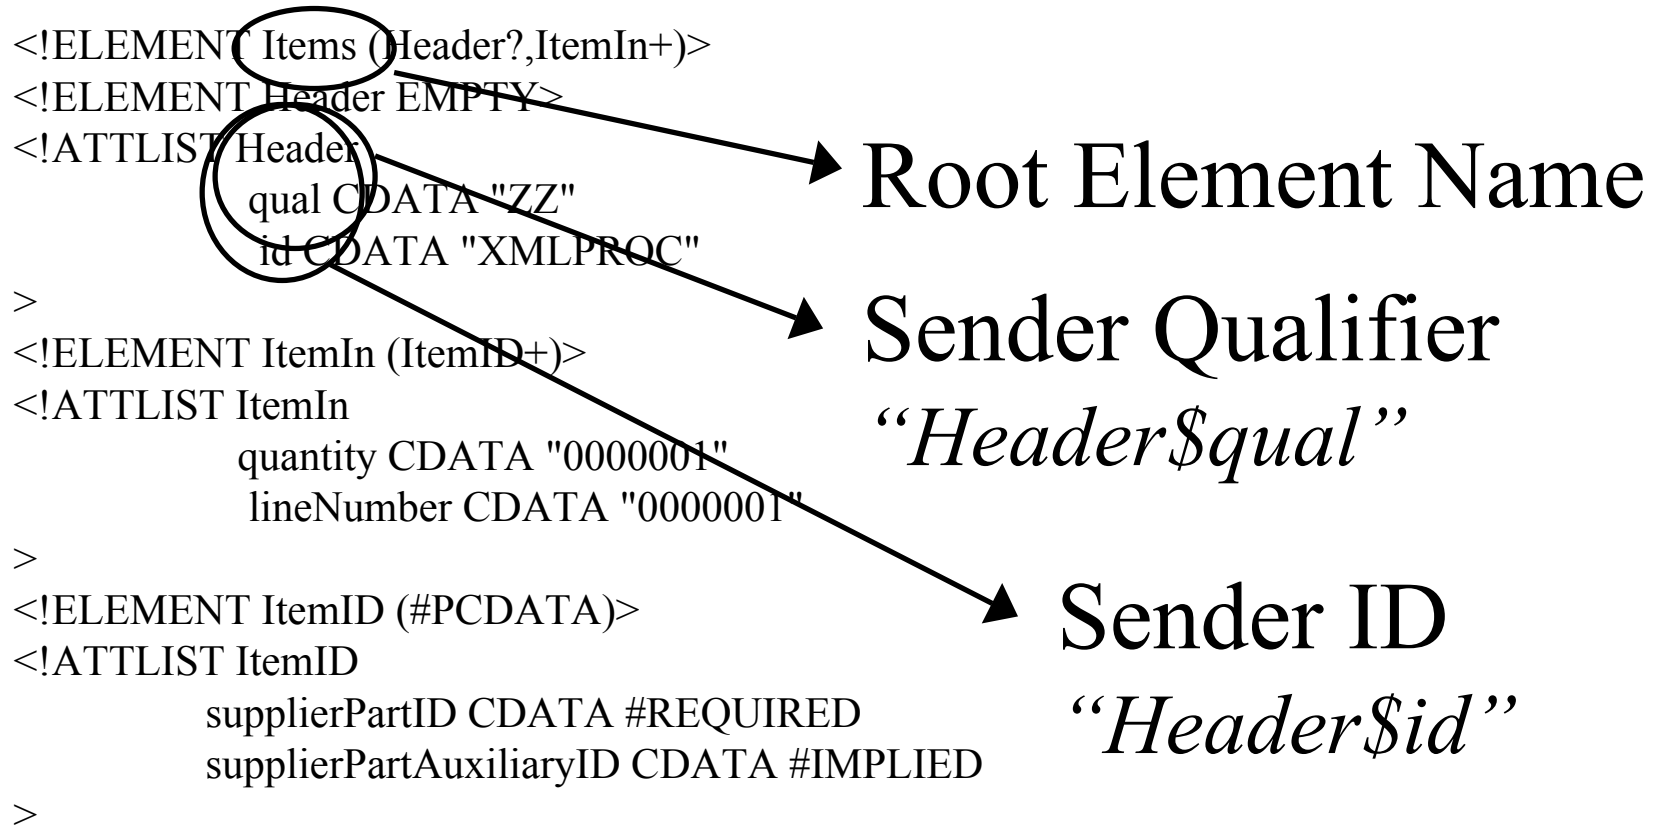 <!ELEMENT Items (Header?,ItemIn+)>
<!ELEMENT Header EMPTY>
<!ATTLIST Header
qual CDATA "ZZ"
id CDATA "XMLPROC"
>
<!ELEMENT ItemIn (ItemID+)>
<!ATTLIST ItemIn
quantity CDATA "0000001"
lineNumber CDATA "0000001"
>
<!ELEMENT ItemID (#PCDATA)>
<!ATTLIST ItemID
supplierPartID CDATA #REQUIRED
supplierPartAuxiliaryID CDATA #IMPLIED
>
Root Element Name
Sender Qualifier
“Header$qual”
Sender ID
“Header$id”